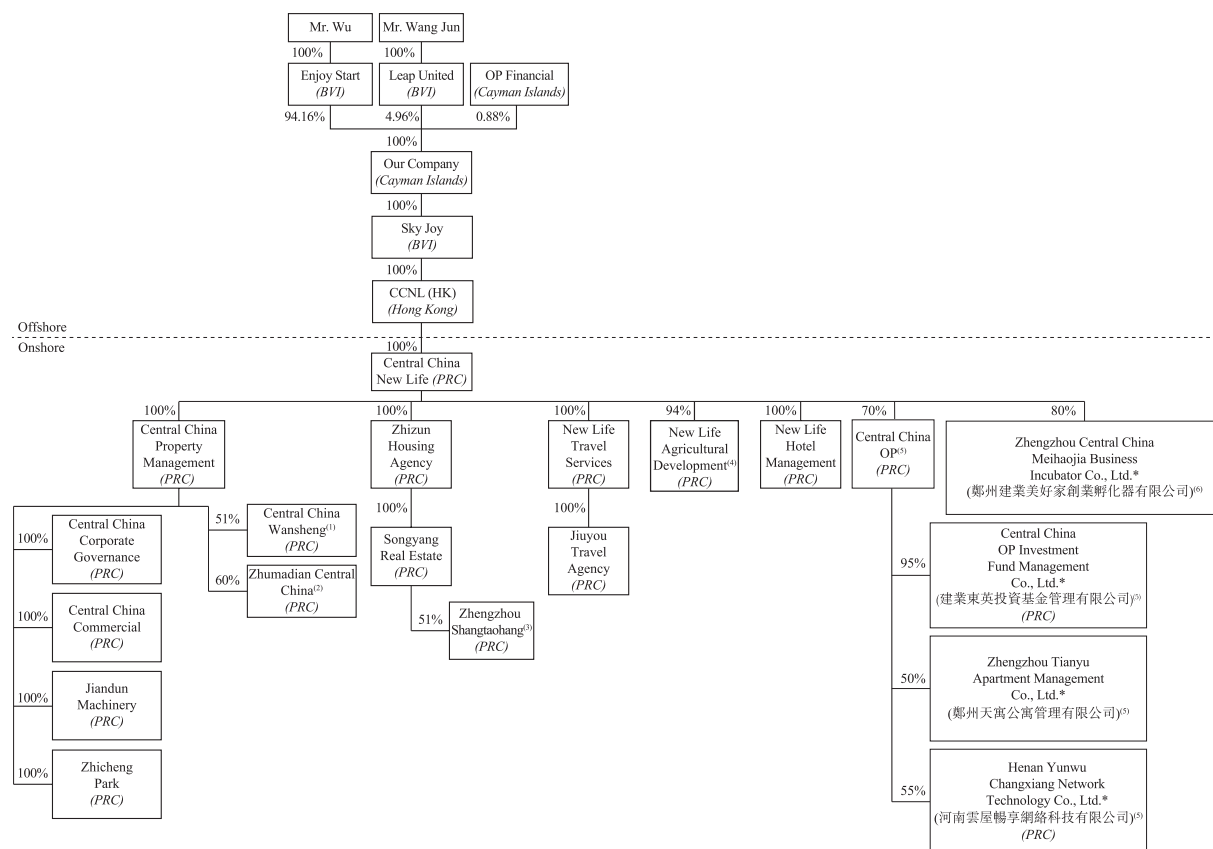 Mr. Wu
Mr. Wang Jun
100%
100%
Enjoy Start
(BVI)
Leap United
(BVI)
OP Financial
(Cayman Islands)
94.16%
4.96%
0.88%
100%
Our Company
(Cayman Islands)
100%
Sky Joy
(BVI)
100%
CCNL (HK)
(Hong Kong)
Offshore
Onshore
100%
Central China
New Life (PRC)
100%
100%
100%
94%
100%
70%
80%
Central China
Property
Management
(PRC)
Zhizun
Housing
Agency
(PRC)
New Life
Travel
Services
(PRC)
New Life
Agricultural
Development(4)
(PRC)
New Life
Hotel
Management
(PRC)
Central China
OP(5)
(PRC)
Zhengzhou Central China
Meihaojia Business
Incubator Co., Ltd.*
(鄭州建業美好家創業孵化器有限公司)(6)
100%
Central China
Corporate
Governance
(PRC)
51%
Central China
Wansheng(1)
(PRC)
60%
Zhumadian Central
China(2)
(PRC)
100%
Central China
Commercial
(PRC)
100%
Jiandun
Machinery
(PRC)
100%
Zhicheng
Park
(PRC)
100%
Songyang
Real Estate
(PRC)
51%
Zhengzhou
Shangtaohang(3)
(PRC)
100%
Jiuyou
Travel
Agency
(PRC)
95%
Central China
OP Investment
Fund Management
Co., Ltd.*
(建業東英投資基金管理有限公司)(3)
(PRC)
50%
Zhengzhou Tianyu
Apartment Management
Co., Ltd.*
(鄭州天寓公寓管理有限公司)(5)
55%
Henan Yunwu
Changxiang Network
Technology Co., Ltd.*
(河南雲屋暢享網絡科技有限公司)(5)
(PRC)